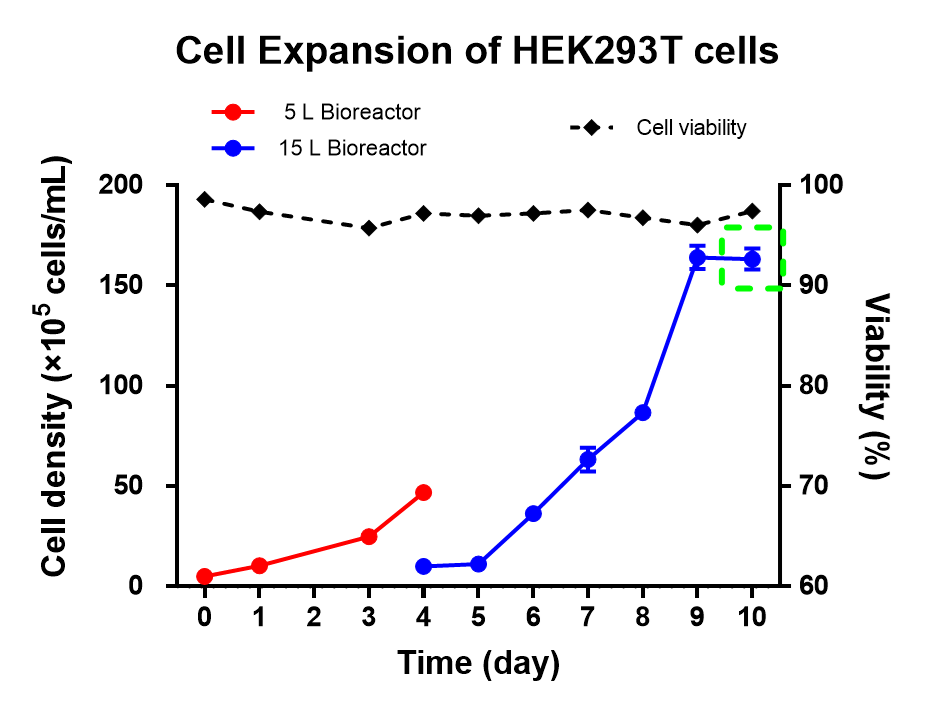 Cell Expansion of HEK293T cells
5 L Bioreactor
15 L Bioreactor
Cell viability
Cell density (×10⁵ cells/mL)
200
150
100
50
0
100
90
80
70
60
Viability (%)
0 1 2 3 4 5 6 7 8 9 10
Time (day)